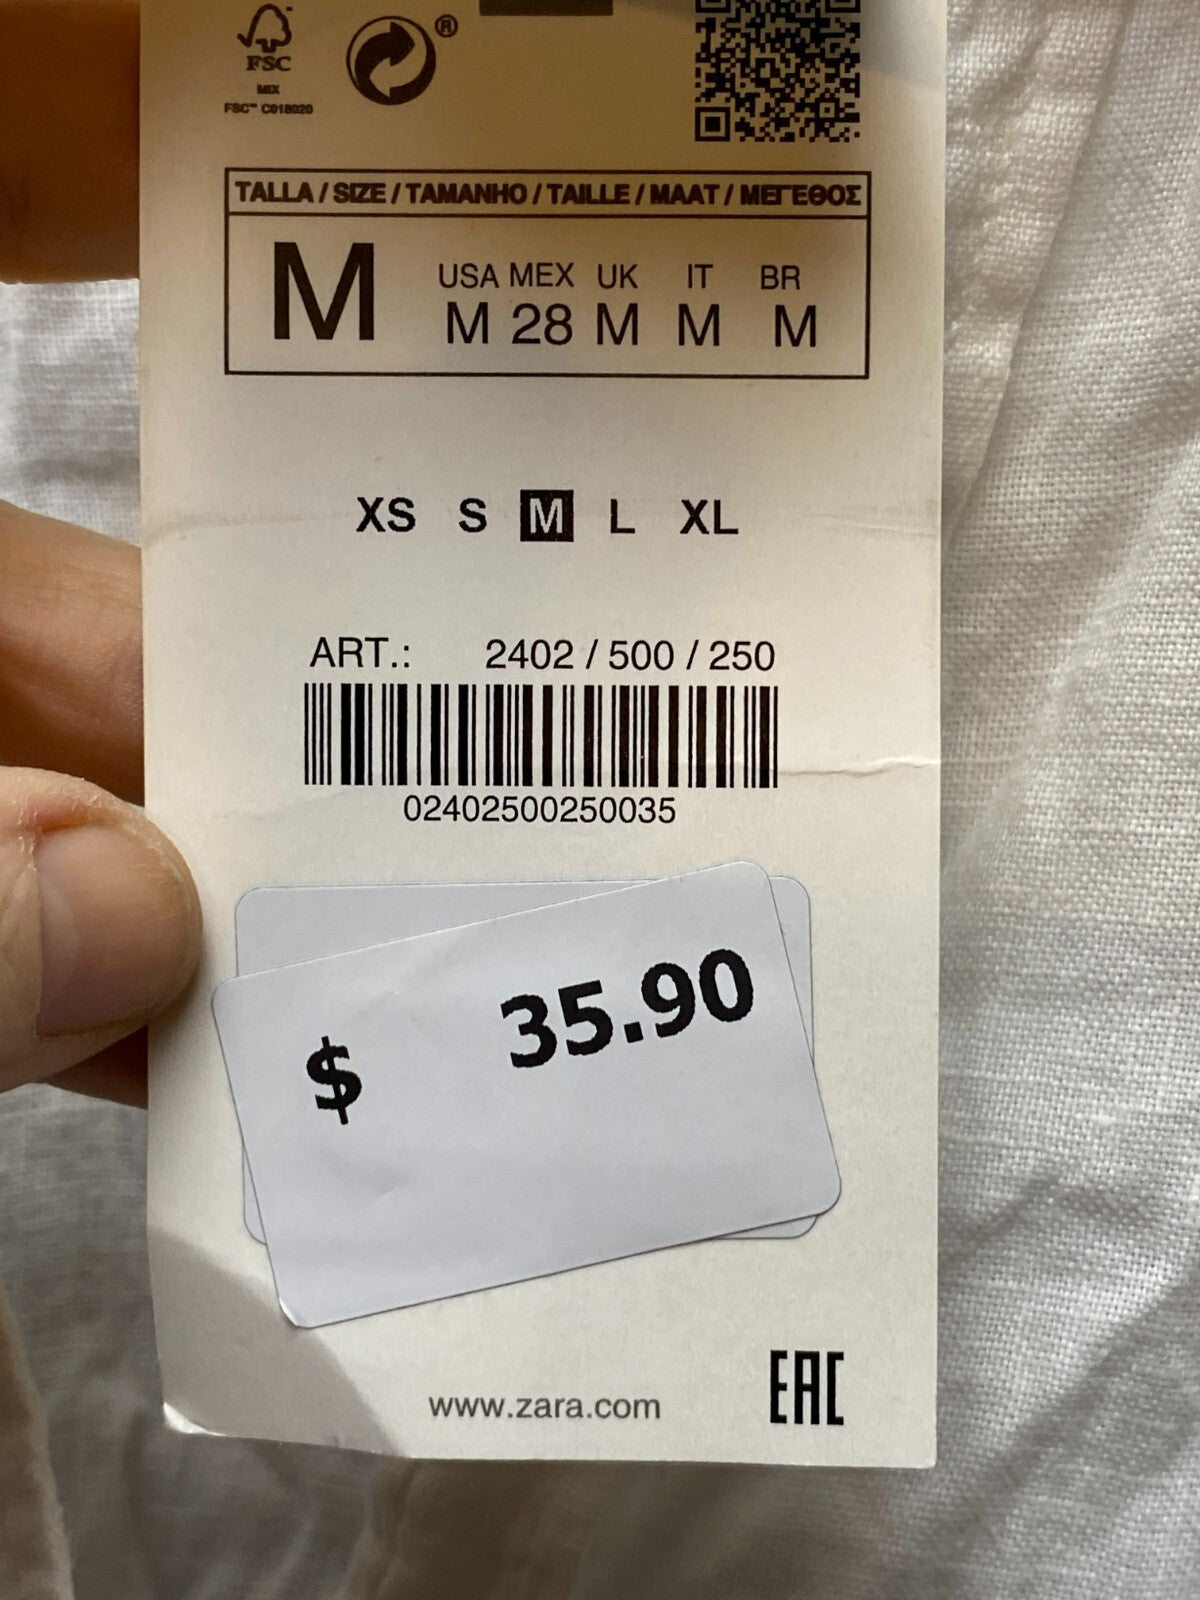 FSC
MIX
FSC™ C018020
®
TALLA / SIZE / TAMANHO / TAILLE / MAAT / ΜΕΓΕΘΟΣ
M
USA MEX UK IT BR
M 28 M M M
XS S M L XL
ART.: 2402 / 500 / 250
02402500250035
$ 35.90
www.zara.com
EAC